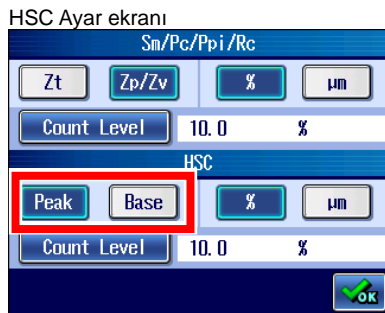 HSC Ayar ekranı
Sm/Pc/Ppi/Rc
Zt Zp/Zv % µm
Count Level 10.0 %
HSC
Peak Base % µm
Count Level 10.0 %
OK